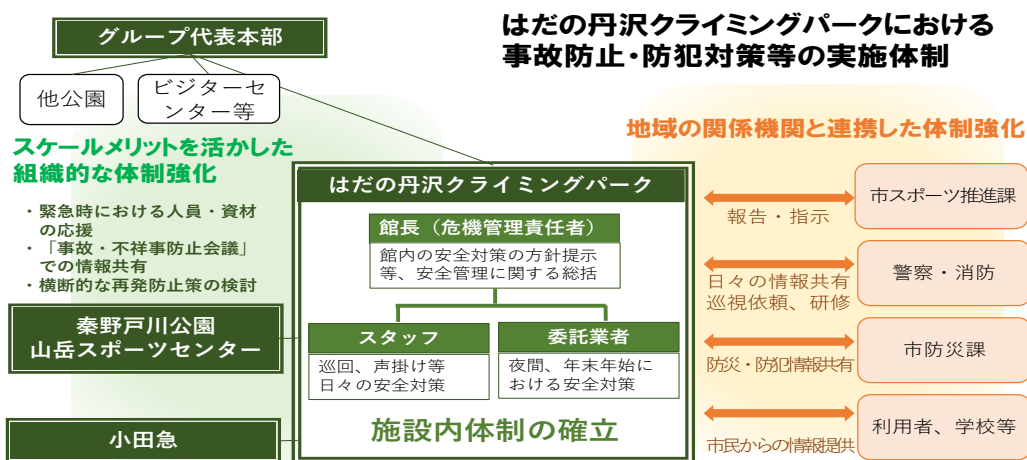 はだの丹沢クライミングパークにおける
事故防止・防犯対策等の実施体制
グループ代表本部
他公園
ビジターセ
ンター等
スケールメリットを活かした
組織的な体制強化
・緊急時における人員・資材
の応援
・「事故・不祥事防止会議」
での情報共有
・横断的な再発防止策の検討
秦野戸川公園
山岳スポーツセンター
小田急
はだの丹沢クライミングパーク
館長（危機管理責任者）
館内の安全対策の方針提示
等、安全管理に関する総括
スタッフ
巡回、声掛け等
日々の安全対策
委託業者
夜間、年末年始に
おける安全対策
施設内体制の確立
地域の関係機関と連携した体制強化
報告・指示
市スポーツ推進課
日々の情報共有
巡視依頼、研修
警察・消防
防災・防犯情報共有
市防災課
市民からの情報提供
利用者、学校等